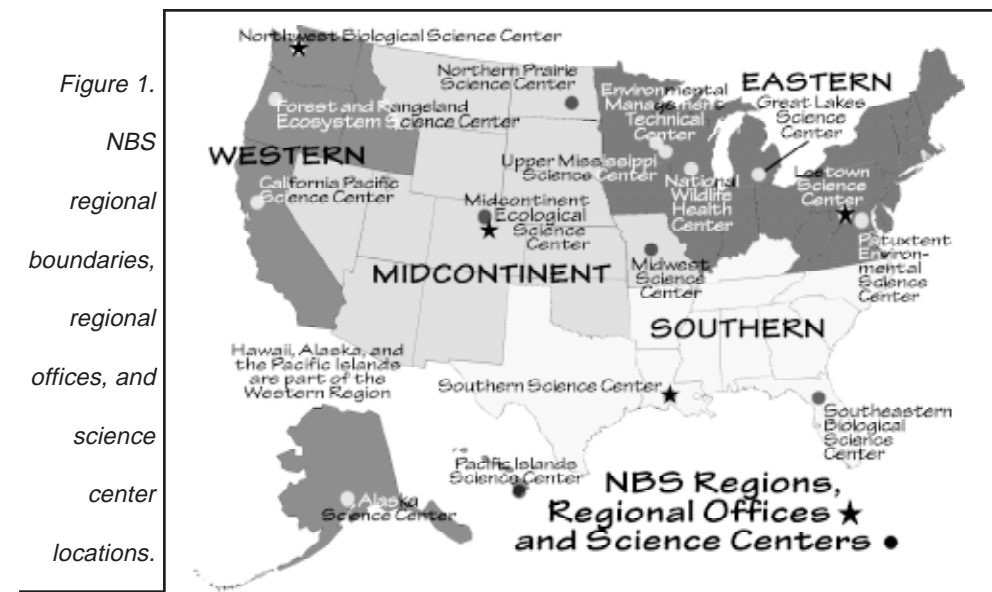 Figure 1.
NBS
regional
boundaries,
regional
offices, and
science
center
locations.
Northwest Biological Science Center
Northern Prairie
Science Center
Environmental
Management
Technical
Center
EASTERN
Great Lakes
Science
Center
Forest and Rangeland
Ecosystem Science Center
WESTERN
Upper Mississippi
Science Center
Leetown
Science
Center
California Pacific
Science Center
National
Wildlife
Health
Center
Midcontinent
Ecological
Science
Center
Patuxtent
Environ-
mental
Science
Center
MIDCONTINENT
Midwest
Science
Center
SOUTHERN
Hawaii, Alaska, and
the Pacific Islands
are part of the
Western Region
Southern Science Center
Southeastern
Biological
Science
Center
Pacific Islands
Science Center
Alaska
Science Center
NBS Regions,
Regional Offices ★
and Science Centers ●